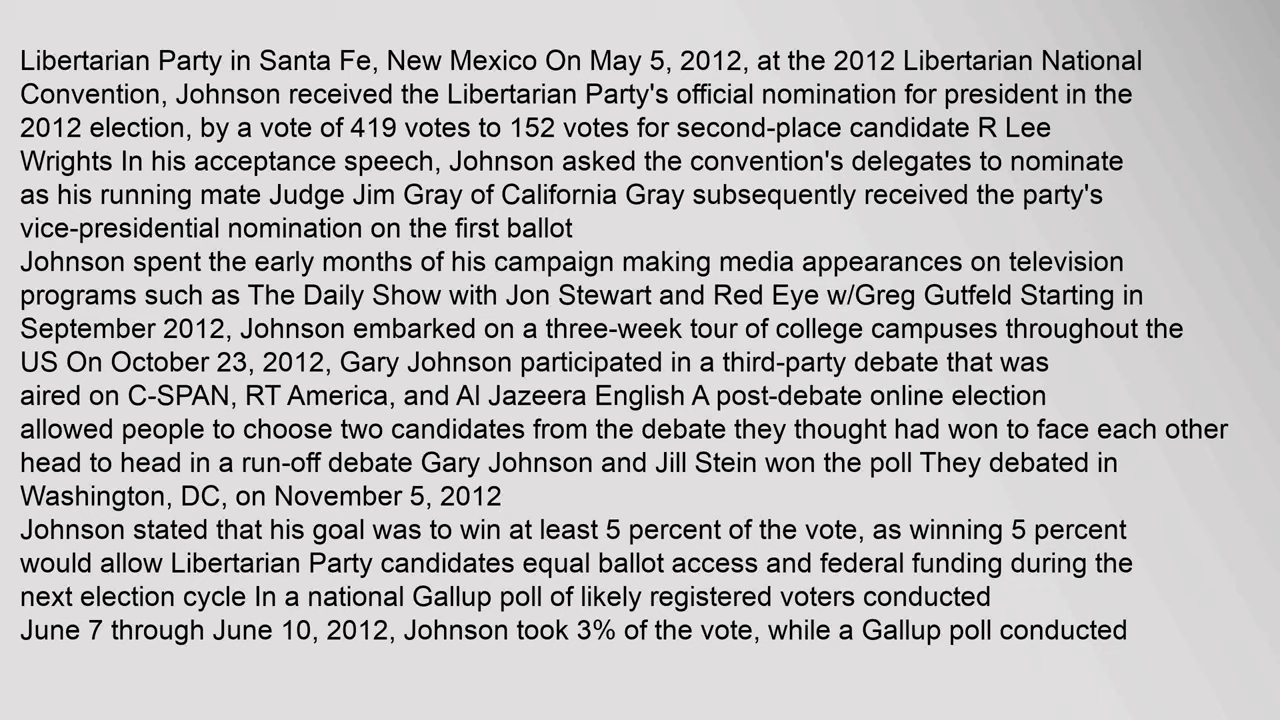 Libertarian Party in Santa Fe, New Mexico On May 5, 2012, at the 2012 Libertarian National
Convention, Johnson received the Libertarian Party's official nomination for president in the
2012 election, by a vote of 419 votes to 152 votes for second-place candidate R Lee
Wrights In his acceptance speech, Johnson asked the convention's delegates to nominate
as his running mate Judge Jim Gray of California Gray subsequently received the party's
vice-presidential nomination on the first ballot
Johnson spent the early months of his campaign making media appearances on television
programs such as The Daily Show with Jon Stewart and Red Eye w/Greg Gutfeld Starting in
September 2012, Johnson embarked on a three-week tour of college campuses throughout the
US On October 23, 2012, Gary Johnson participated in a third-party debate that was
aired on C-SPAN, RT America, and Al Jazeera English A post-debate online election
allowed people to choose two candidates from the debate they thought had won to face each other
head to head in a run-off debate Gary Johnson and Jill Stein won the poll They debated in
Washington, DC, on November 5, 2012
Johnson stated that his goal was to win at least 5 percent of the vote, as winning 5 percent
would allow Libertarian Party candidates equal ballot access and federal funding during the
next election cycle In a national Gallup poll of likely registered voters conducted
June 7 through June 10, 2012, Johnson took 3% of the vote, while a Gallup poll conducted